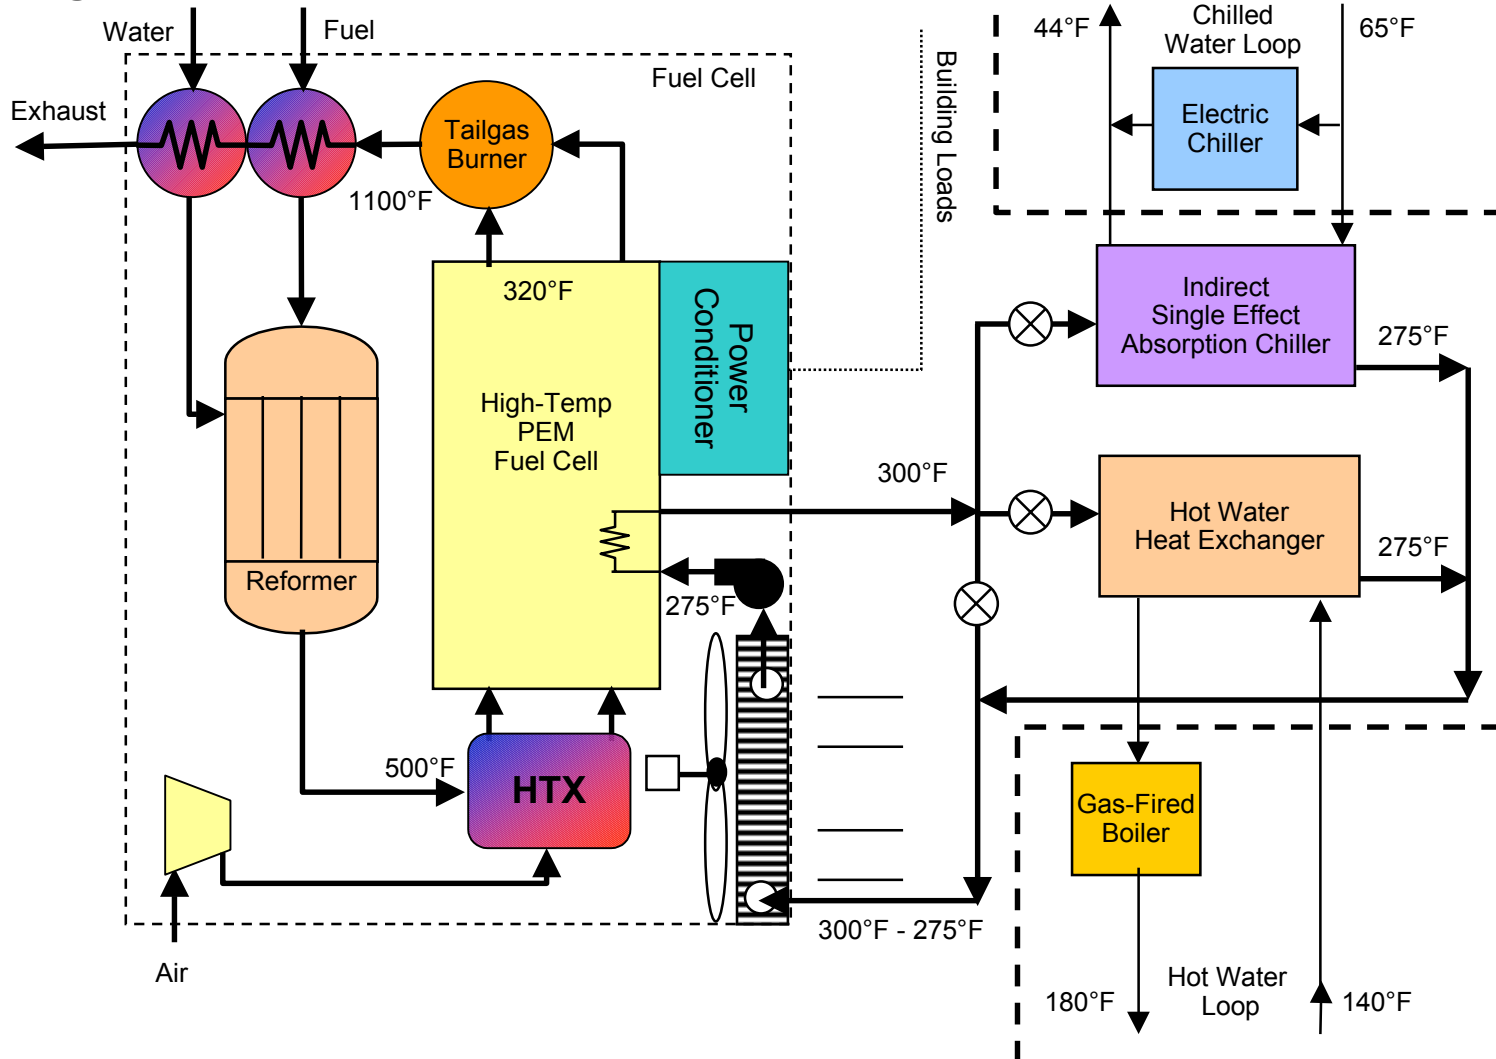 Water
Fuel
Exhaust
Fuel Cell
Tailgas
Burner
1100°F
320°F
Building Loads
44°F
Chilled
Water Loop
65°F
Electric
Chiller
Power
Conditioner
Indirect
Single Effect
Absorption Chiller
275°F
High-Temp
PEM
Fuel Cell
300°F
Hot Water
Heat Exchanger
275°F
Reformer
275°F
500°F
HTX
Gas-Fired
Boiler
300°F - 275°F
Air
180°F
Hot Water
Loop
140°F